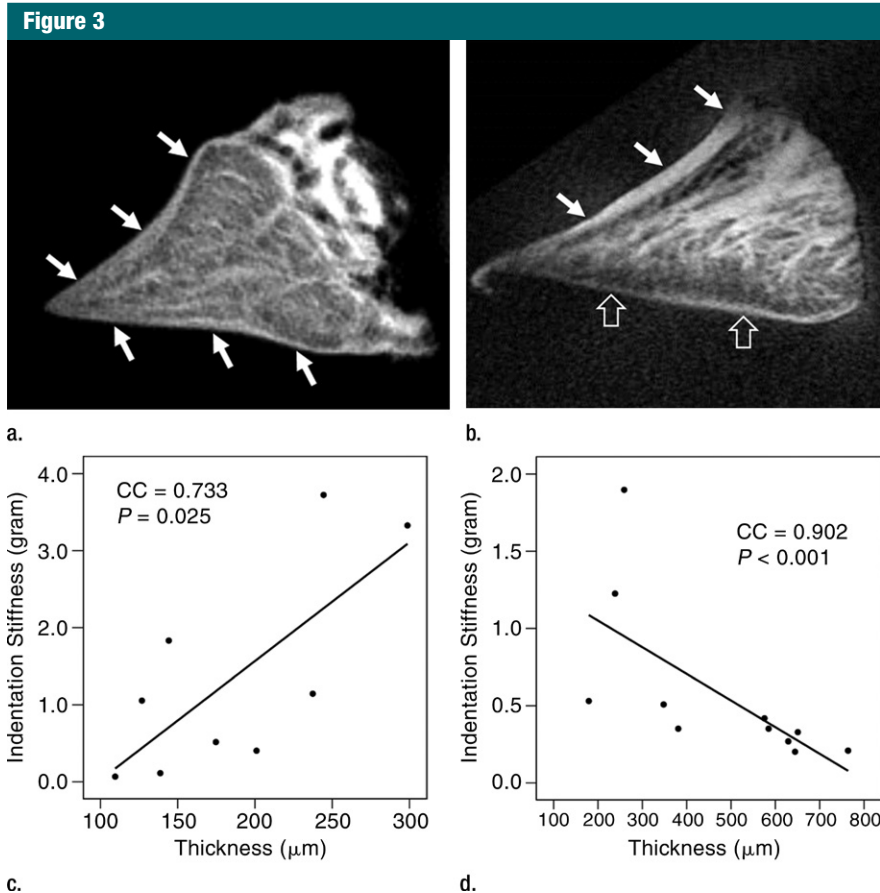 Figure 3
a.
b.
4.0
3.0
2.0
1.0
0.0
Indentation Stiffness (gram)
CC = 0.733
P = 0.025
100
150
200
250
300
Thickness (μm)
c.
2.0
1.5
1.0
0.5
0.0
Indentation Stiffness (gram)
CC = 0.902
P < 0.001
100
200
300
400
500
600
700
800
Thickness (μm)
d.